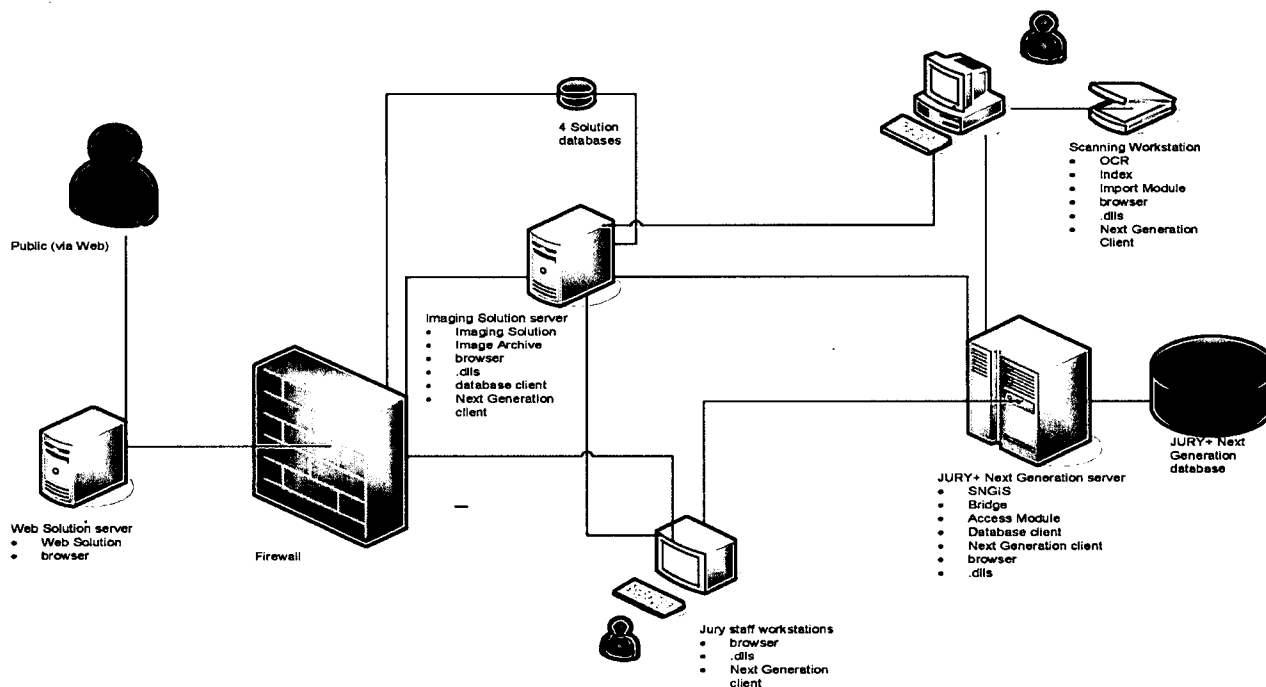 4 Solution
databases
Public (via Web)
Scanning Workstation
• OCR
• Index
• Import Module
• browser
• .dlls
• Next Generation
Client
Imaging Solution server
• Imaging Solution
• Image Archive
• browser
• .dlls
• database client
• Next Generation
client
JURY+ Next
Generation
database
JURY+ Next Generation server
• SNGIS
• Bridge
• Access Module
• Database client
• Next Generation client
• browser
• .dlls
Web Solution server
• Web Solution
• browser
Firewall
Jury staff workstations
• browser
• .dlls
• Next Generation
client